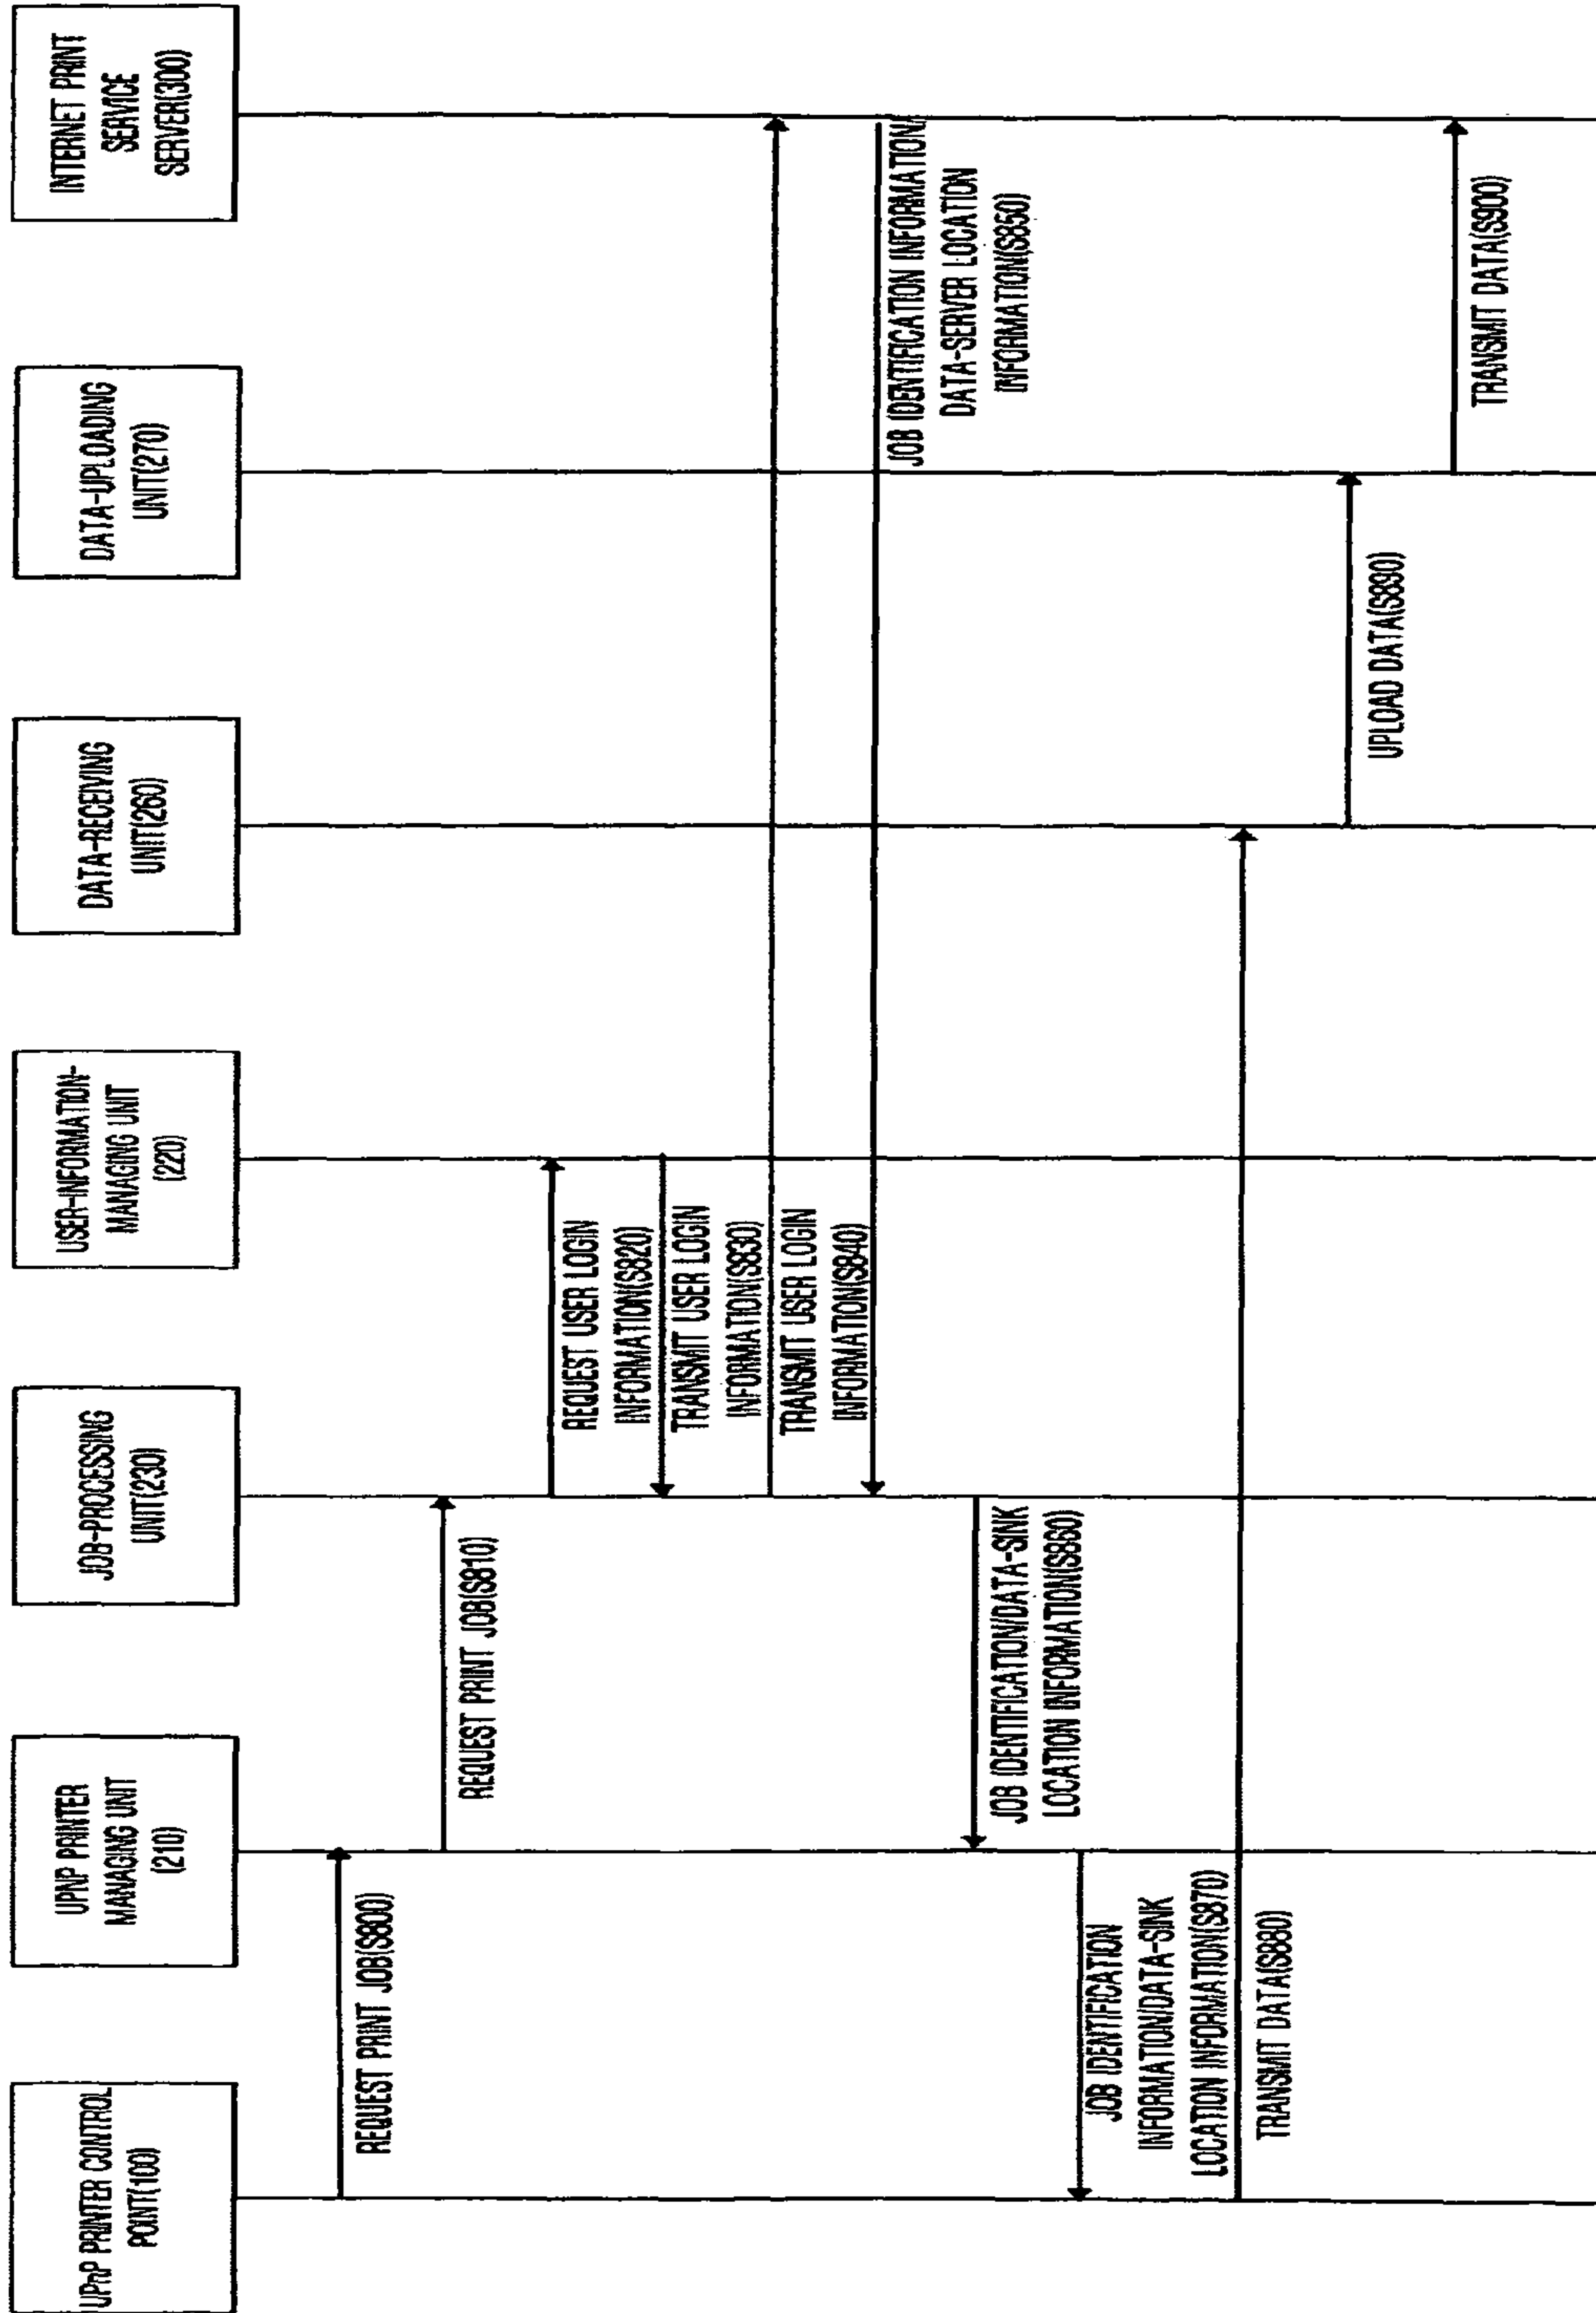 UPnP PRINTER CONTROL
POINT(100)
UPNP PRINTER
MANAGING UNIT
(210)
JOB-PROCESSING
UNIT(230)
USER-INFORMATION-
MANAGING UNIT
(220)
DATA-RECEIVING
UNIT(260)
DATA-UPLOADING
UNIT(270)
INTERNET PRINT
SERVICE
SERVER(300)
REQUEST PRINT JOB(S800)
REQUEST PRINT JOB(S810)
REQUEST USER LOGIN
INFORMATION(S820)
TRANSMIT USER LOGIN
INFORMATION(S830)
TRANSMIT USER LOGIN
INFORMATION(S840)
JOB IDENTIFICATION INFORMATION/
DATA-SERVER LOCATION
INFORMATION(S850)
JOB IDENTIFICATION/DATA-SINK
LOCATION INFORMATION(S860)
JOB IDENTIFICATION
INFORMATION/DATA-SINK
LOCATION INFORMATION(S870)
TRANSMIT DATA(S880)
UPLOAD DATA(S890)
TRANSMIT DATA(S900)